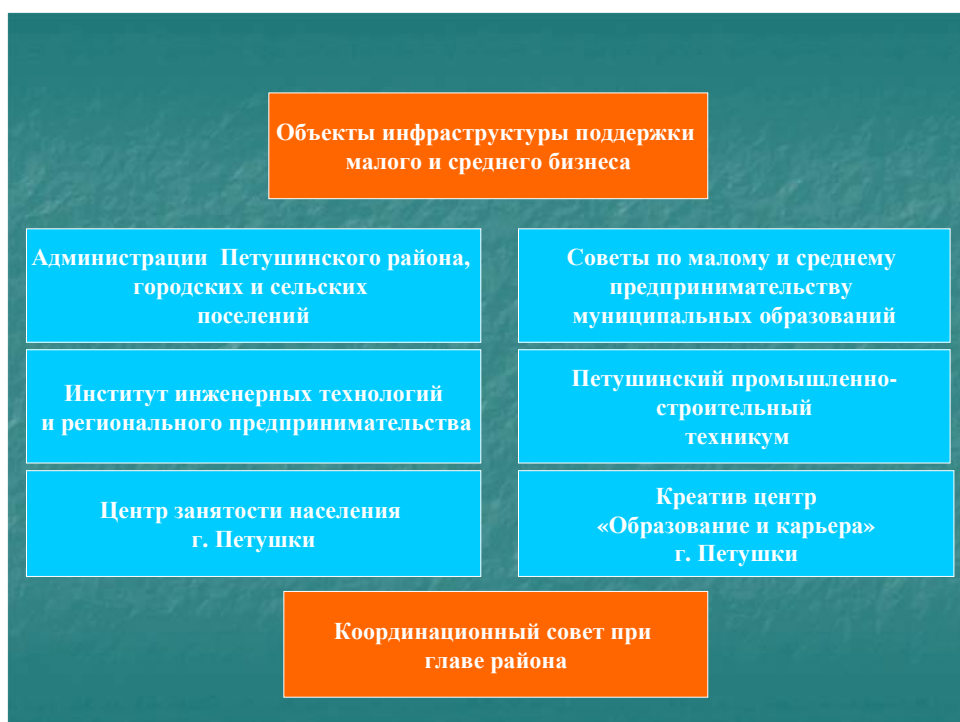 Объекты инфраструктуры поддержки
малого и среднего бизнеса
Администрации Петушинского района,
городских и сельских
поселений
Советы по малому и среднему
предпринимательству
муниципальных образований
Институт инженерных технологий
и регионального предпринимательства
Петушинский промышленно-
строительный
техникум
Центр занятости населения
г. Петушки
Креатив центр
«Образование и карьера»
г. Петушки
Координационный совет при
главе района